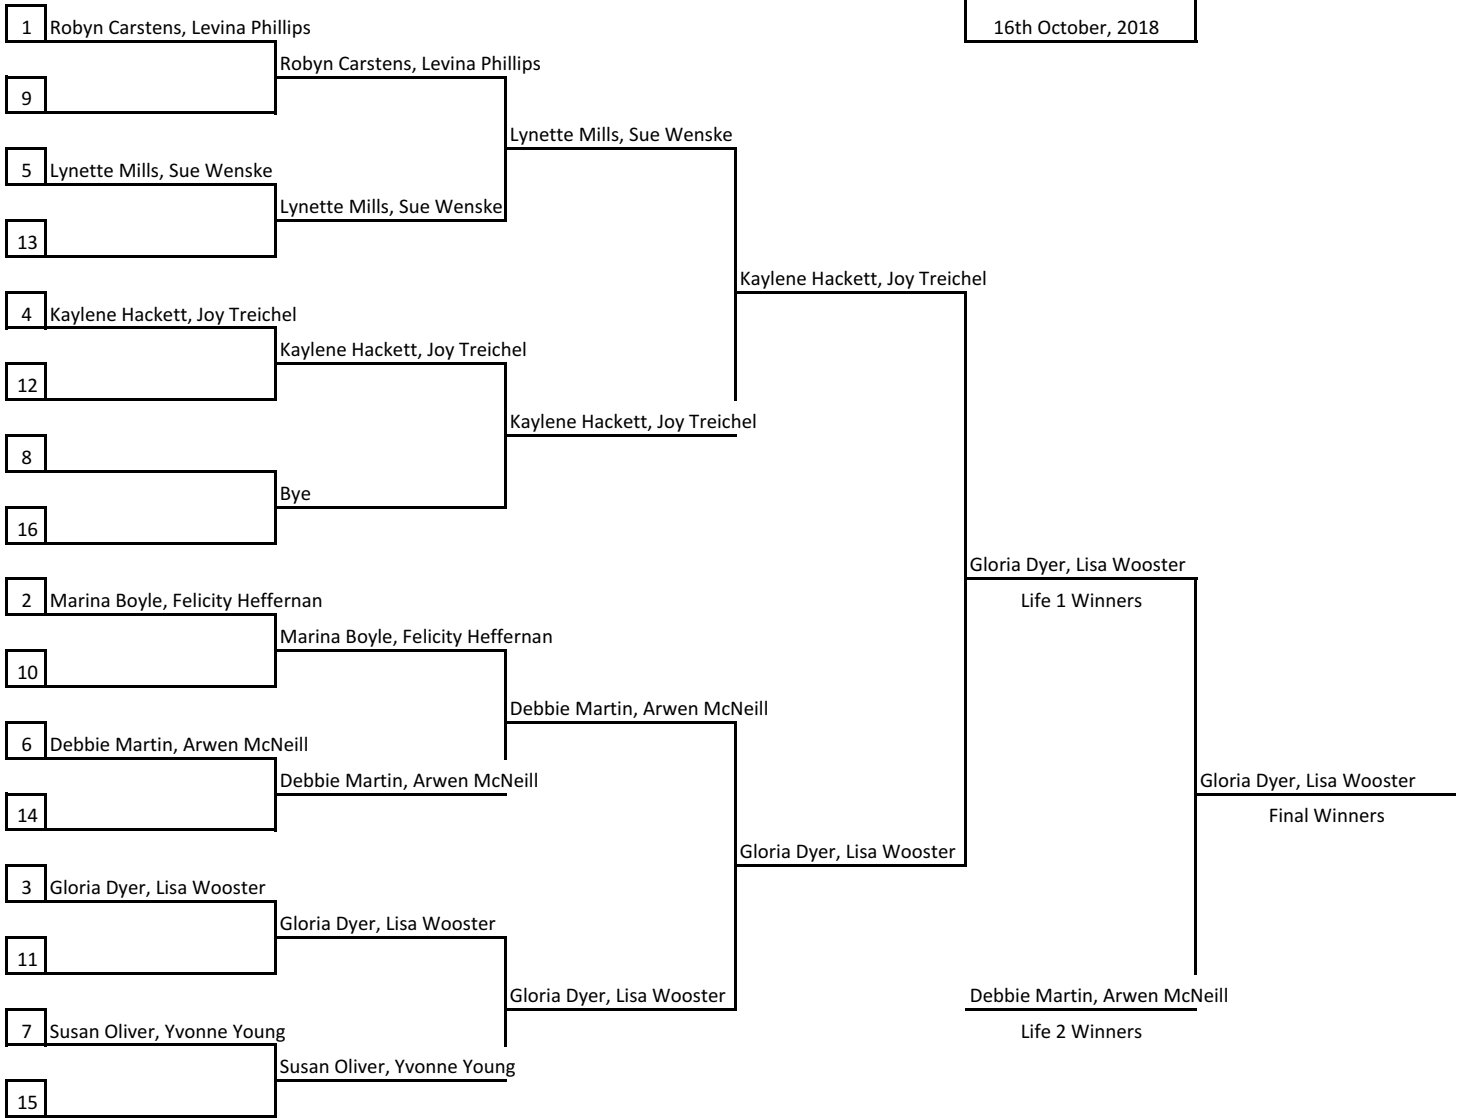 1 Robyn Carstens, Levina Phillips
16th October, 2018
Robyn Carstens, Levina Phillips
9
Lynette Mills, Sue Wenske
5 Lynette Mills, Sue Wenske
Lynette Mills, Sue Wenske
13
Kaylene Hackett, Joy Treichel
4 Kaylene Hackett, Joy Treichel
Kaylene Hackett, Joy Treichel
12
Kaylene Hackett, Joy Treichel
8
Bye
16
Gloria Dyer, Lisa Wooster
2 Marina Boyle, Felicity Heffernan
Life 1 Winners
Marina Boyle, Felicity Heffernan
10
Debbie Martin, Arwen McNeill
6 Debbie Martin, Arwen McNeill
Debbie Martin, Arwen McNeill
Gloria Dyer, Lisa Wooster
14
Final Winners
Gloria Dyer, Lisa Wooster
3 Gloria Dyer, Lisa Wooster
Gloria Dyer, Lisa Wooster
11
Gloria Dyer, Lisa Wooster
Debbie Martin, Arwen McNeill
7 Susan Oliver, Yvonne Young
Life 2 Winners
Susan Oliver, Yvonne Young
15